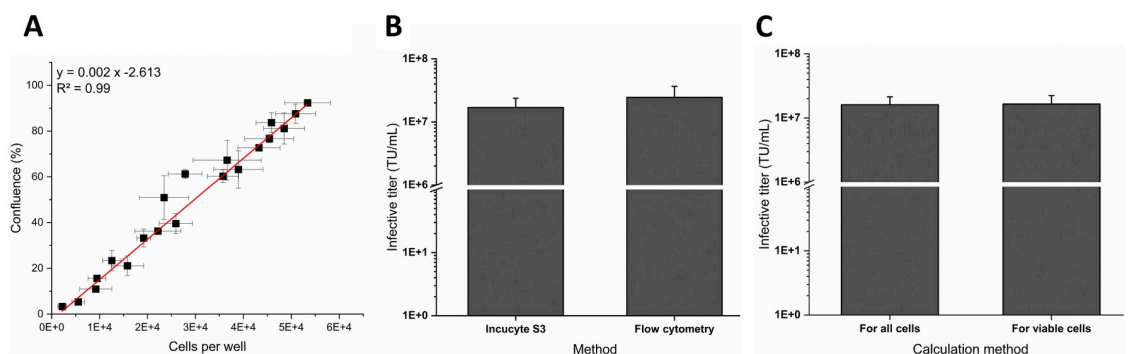 A
y = 0.002 x -2.613
R² = 0.99
Confluence (%)
100
80
60
40
20
0
0E+0 1E+4 2E+4 3E+4 4E+4 5E+4 6E+4
Cells per well
B
Infective titer (TU/mL)
1E+8
1E+7
1E+6
1E+1
1E+0
Incucyte S3 Flow cytometry
Method
C
Infective titer (TU/mL)
1E+8
1E+7
1E+6
1E+1
1E+0
For all cells For viable cells
Calculation method